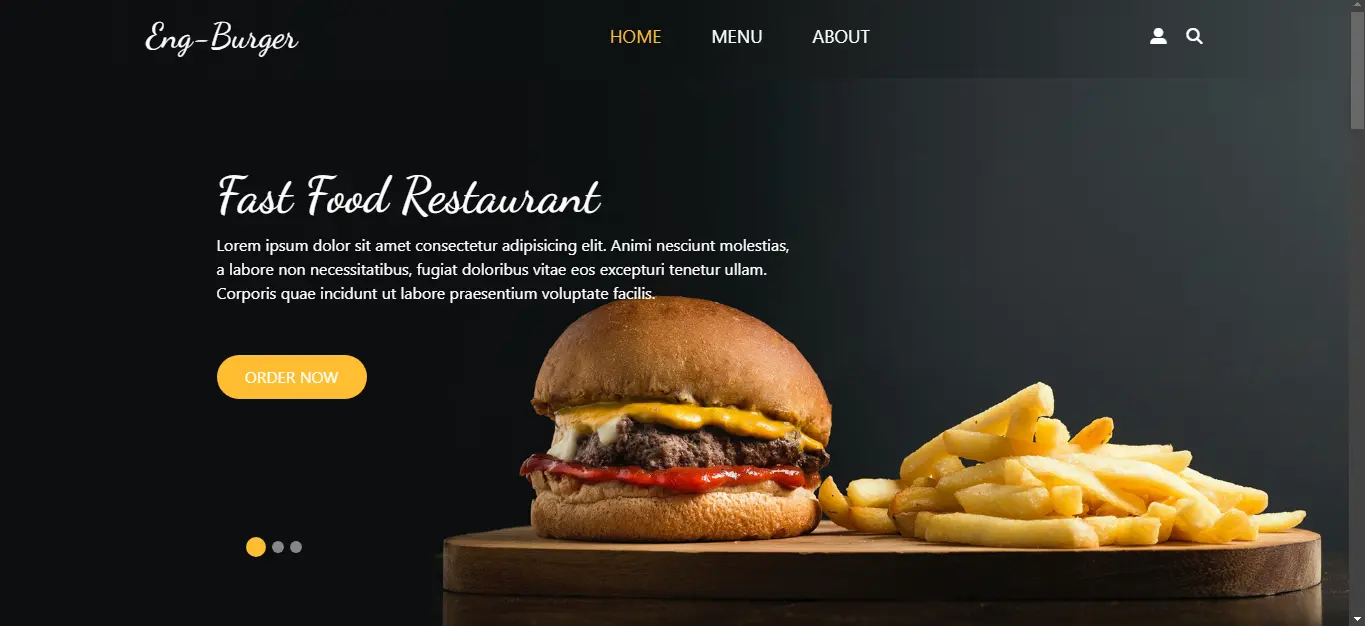 Eng-Burger
HOME MENU ABOUT
Fast Food Restaurant
Lorem ipsum dolor sit amet consectetur adipisicing elit. Animi nesciunt molestias,
a labore non necessitatibus, fugiat doloribus vitae eos excepturi tenetur ullam.
Corporis quae incidunt ut labore praesentium voluptate facilis.
ORDER NOW